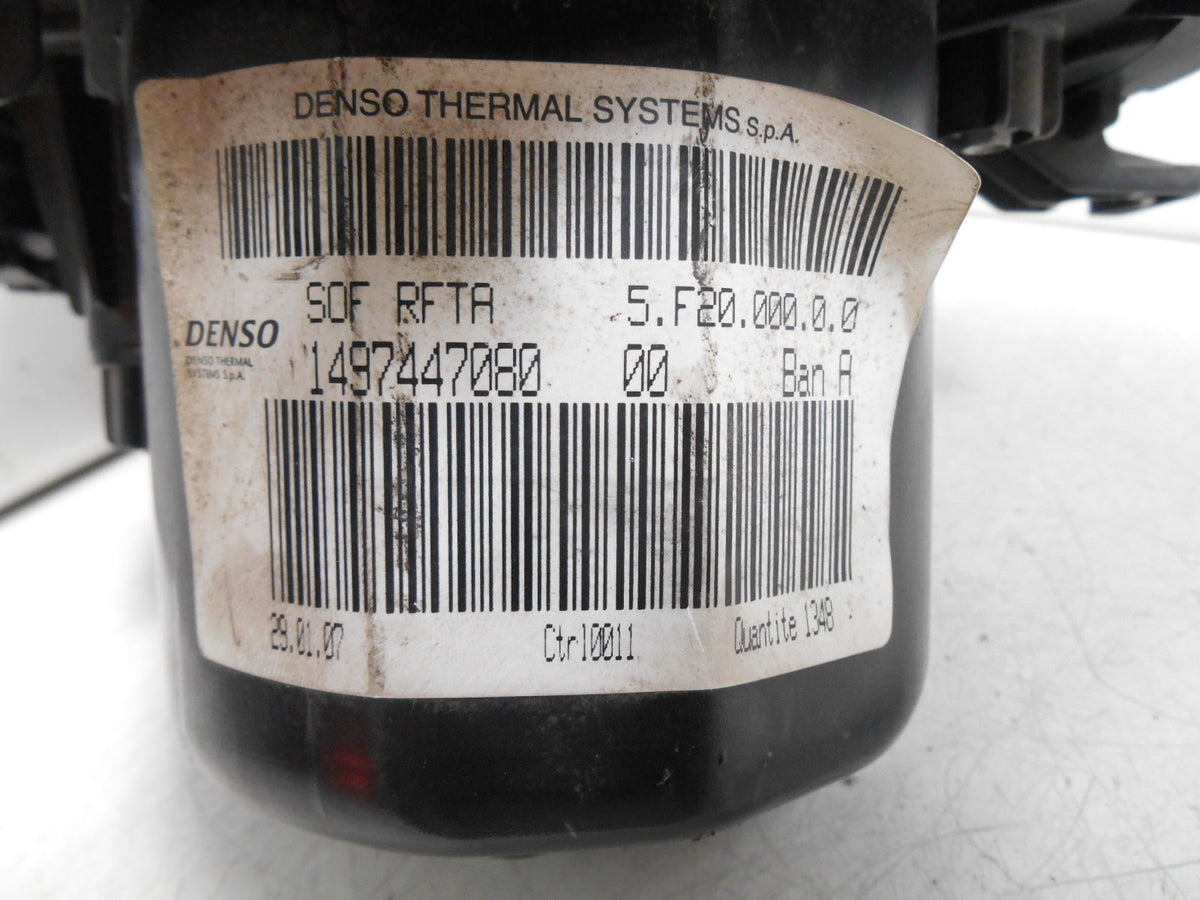 DENSO THERMAL SYSTEMS S.p.A.
SOF RFTA 5.F20.000.0.0
DENSO
DENSO THERMAL
SYSTEMS S.p.A.
1497447080 00 Ban A
29.01.07 Ctrl0011 Quantite 1348